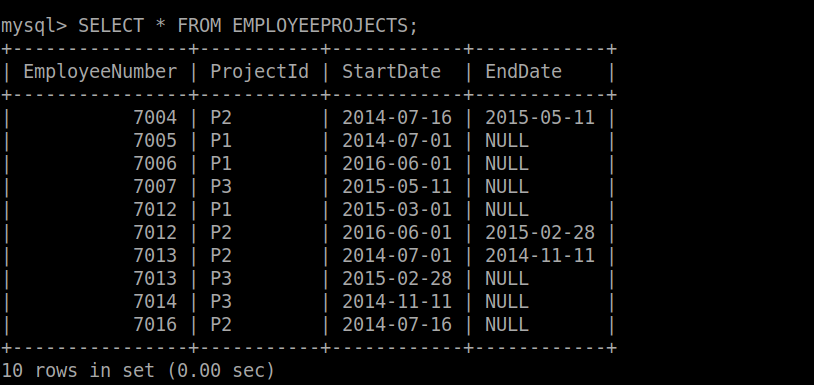 mysql> SELECT * FROM EMPLOYEEPROJECTS;
+----------------+-----------+------------+------------+
| EmployeeNumber | ProjectId | StartDate  | EndDate    |
+----------------+-----------+------------+------------+
|           7004 | P2        | 2014-07-16 | 2015-05-11 |
|           7005 | P1        | 2014-07-01 | NULL       |
|           7006 | P1        | 2016-06-01 | NULL       |
|           7007 | P3        | 2015-05-11 | NULL       |
|           7012 | P1        | 2015-03-01 | NULL       |
|           7012 | P2        | 2016-06-01 | 2015-02-28 |
|           7013 | P2        | 2014-07-01 | 2014-11-11 |
|           7013 | P3        | 2015-02-28 | NULL       |
|           7014 | P3        | 2014-11-11 | NULL       |
|           7016 | P2        | 2014-07-16 | NULL       |
+----------------+-----------+------------+------------+
10 rows in set (0.00 sec)